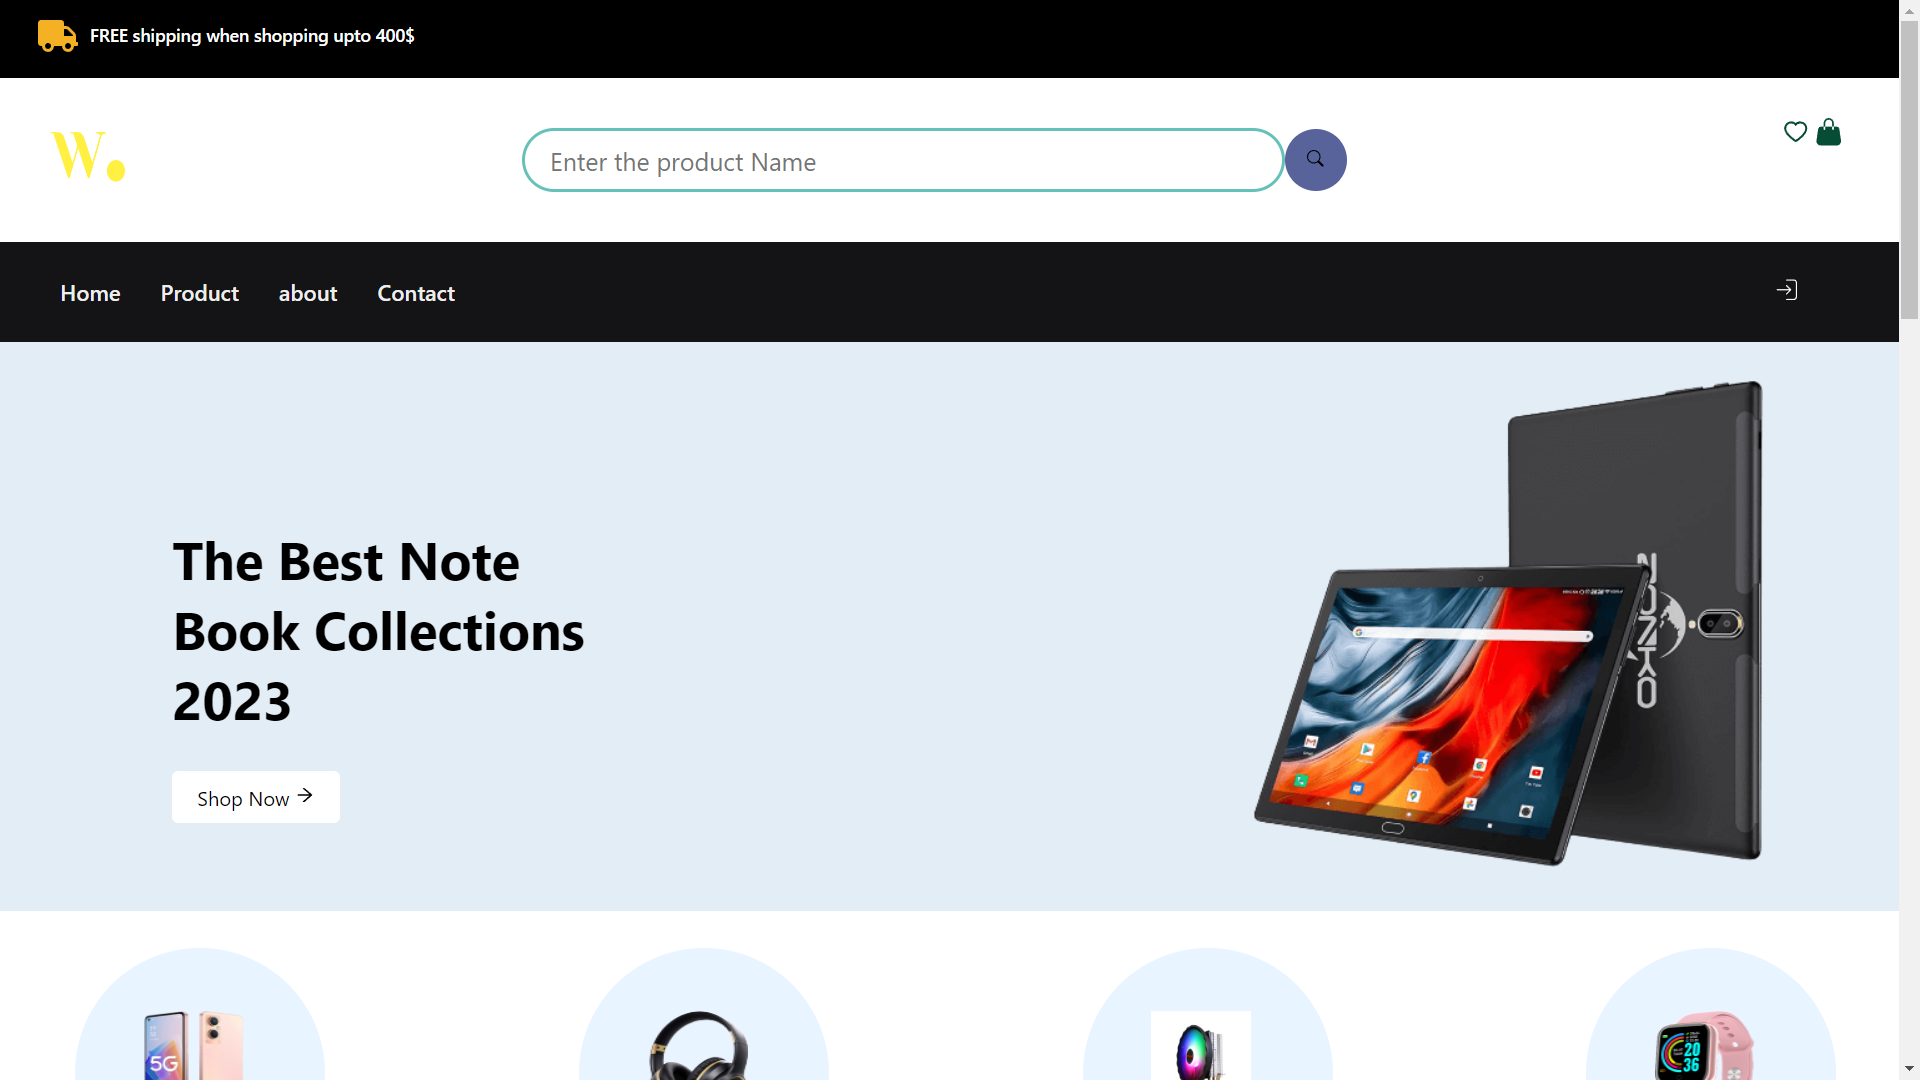 FREE shipping when shopping upto 400$
W.
Enter the product Name
Home
Product
about
Contact
The Best Note
Book Collections
2023
Shop Now
ZONKO
5G
20
36